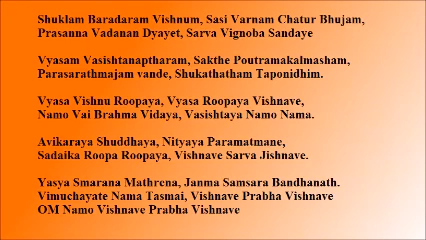 Shuklam Baradaram Vishnum, Sasi Varnam Chatur Bhujam,
Prasanna Vadanan Dyayet, Sarva Vignoba Sandaye
Vyasam Vasishtanaptharam, Sakthe Poutramakalmasham,
Parasarathmajam vande, Shukathatham Taponidhim.
Vyasa Vishnu Roopaya, Vyasa Roopaya Vishnave,
Namo Vai Brahma Vidaya, Vasishtaya Namo Nama.
Avikaraya Shuddhaya, Nityaya Paramatmane,
Sadaika Roopa Roopaya, Vishnave Sarva Jishnave.
Yasya Smarana Mathrena, Janma Samsara Bandhanath.
Vimuchayate Nama Tasmai, Vishnave Prabha Vishnave
OM Namo Vishnave Prabha Vishnave